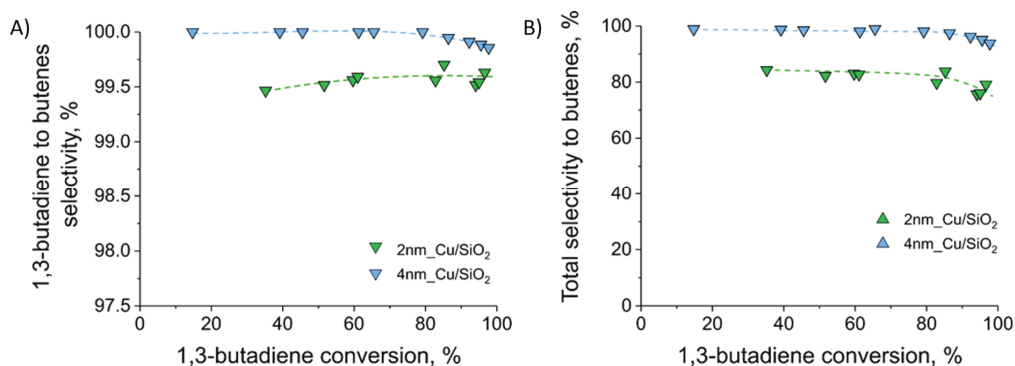 A)
1,3-butadiene to butenes
selectivity, %
100.0
99.5
99.0
98.5
98.0
97.5
0
20
40
60
80
100
1,3-butadiene conversion, %
2nm_Cu/SiO₂
4nm_Cu/SiO₂
B)
Total selectivity to butenes, %
100
80
60
40
20
0
0
20
40
60
80
100
1,3-butadiene conversion, %
2nm_Cu/SiO₂
4nm_Cu/SiO₂